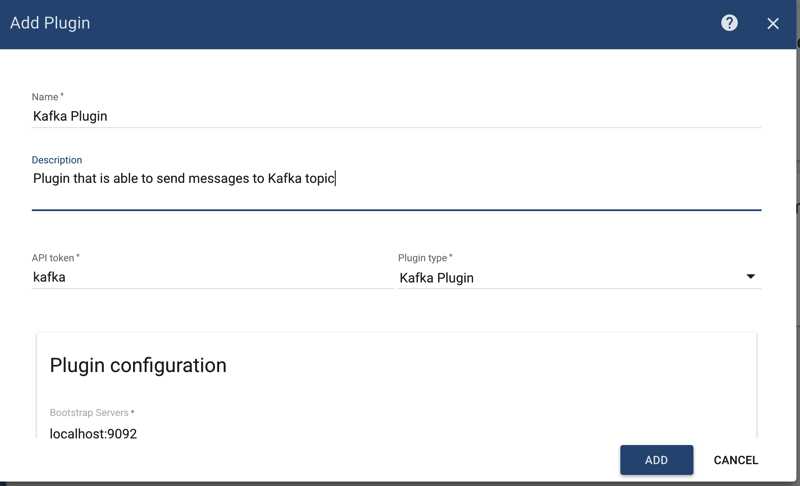 Add Plugin
?
Name *
Kafka Plugin
Description
Plugin that is able to send messages to Kafka topic
API token *
Plugin type *
kafka
Kafka Plugin
Plugin configuration
Bootstrap Servers *
localhost:9092
ADD
CANCEL